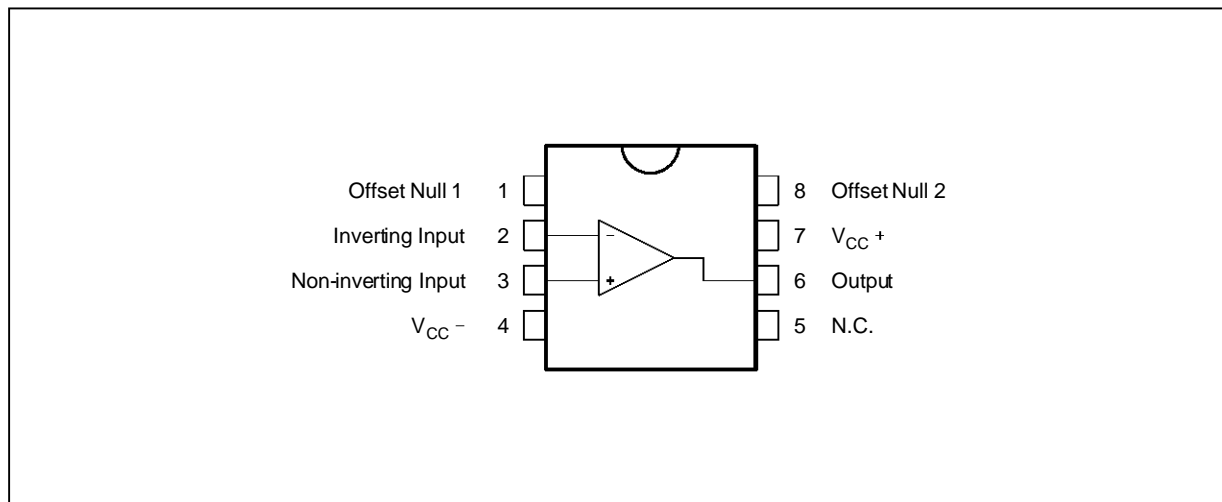 Offset Null 1 1
Inverting Input 2
Non-inverting Input 3
VCC − 4
−
+
8 Offset Null 2
7 VCC +
6 Output
5 N.C.